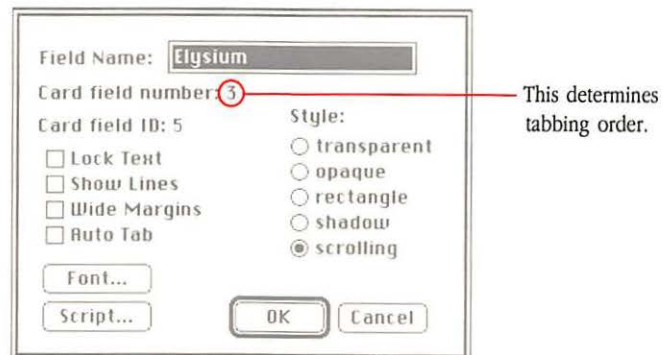 Field Name: Elysium
Card field number: 3
This determines
tabbing order.
Card field ID: 5
Style:
Lock Text
Show Lines
Wide Margins
Auto Tab
transparent
opaque
rectangle
shadow
scrolling
Font...
Script...
OK
Cancel